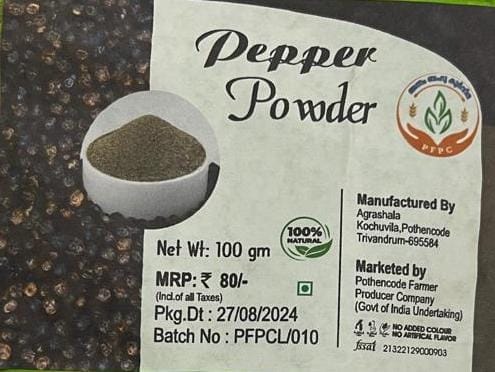 Pepper
Powder
PFPC
100%
NATURAL
Net Wt: 100 gm
MRP: ₹ 80/-
(Incl.of all Taxes)
Pkg.Dt : 27/08/2024
Batch No : PFPCL/010
Manufactured By
Agrashala
Kochuvila,Pothencode
Trivandrum-695584
Marketed by
Pothencode Farmer
Producer Company
(Govt of India Undertaking)
NO ADDED COLOUR
NO ARTIFICAL FLAVOR
fssai 21322129000903